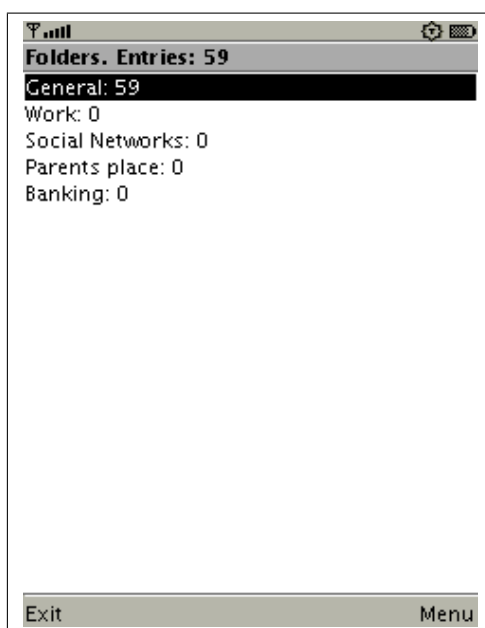 Folders. Entries: 59
General: 59
Work: 0
Social Networks: 0
Parents place: 0
Banking: 0
Exit Menu